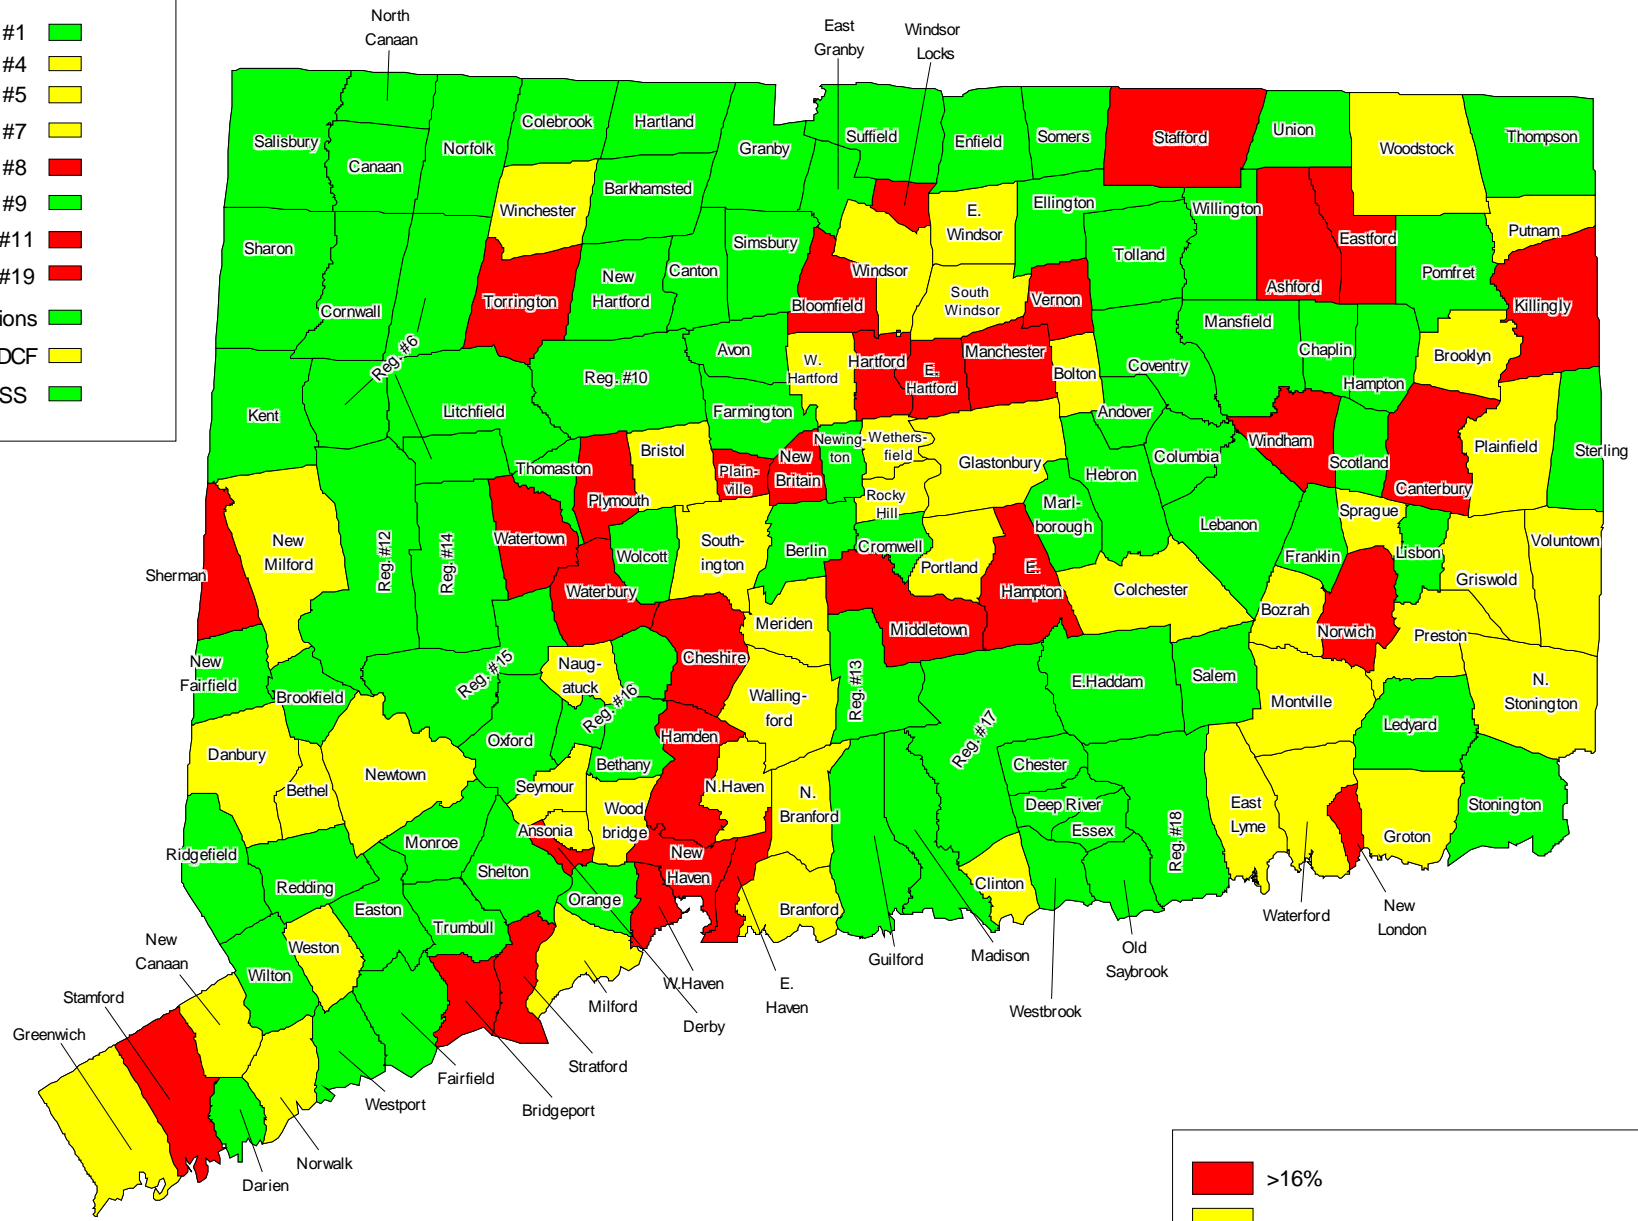 #1
#4
#5
#7
#8
#9
#11
#19
ions
DCF
SS
North
Canaan
East
Granby
Windsor
Locks
Salisbury
Canaan
Norfolk
Colebrook
Hartland
Granby
Suffield
Enfield
Somers
Stafford
Union
Woodstock
Thompson
Winchester
Barkhamsted
E.
Windsor
Ellington
Willington
Eastford
Putnam
Sharon
Simsbury
Tolland
Pomfret
Canton
New
Hartford
Torrington
Windsor
Bloomfield
South
Windsor
Vernon
Ashford
Killingly
Cornwall
Mansfield
Reg. #6
Avon
Reg. #10
W.
Hartford
Hartford
E.
Hartford
Manchester
Bolton
Coventry
Chaplin
Hampton
Brooklyn
Kent
Litchfield
Farmington
Andover
Newing-
ton
Wethers-
field
Windham
Plainfield
Sterling
Bristol
Thomaston
Plain-
ville
New
Britain
Glastonbury
Hebron
Columbia
Scotland
Canterbury
Plymouth
Rocky
Hill
Marl-
borough
Lebanon
Sprague
New
Milford
Reg. #12
Reg. #14
Watertown
Wolcott
South-
ington
Berlin
Cromwell
Portland
E.
Hampton
Franklin
Lisbon
Voluntown
Sherman
Waterbury
Colchester
Griswold
Bozrah
Meriden
Middletown
Norwich
Preston
New
Fairfield
Brookfield
Reg. #15
Naug-
atuck
Cheshire
Reg. #16
Walling-
ford
Reg. #13
E.Haddam
Salem
Montville
N.
Stonington
Ledyard
Danbury
Bethel
Newtown
Oxford
Hamden
Bethany
Reg. #17
Chester
Seymour
N.Haven
N.
Branford
Deep River
Essex
Reg. #18
East
Lyme
Groton
Stonington
Ansonia
Wood
bridge
Ridgefield
Monroe
Shelton
New
Haven
Redding
Easton
Orange
Trumbull
Branford
Clinton
Waterford
New
London
New
Canaan
Weston
Wilton
Stamford
Greenwich
Milford
W.Haven
Derby
E.
Haven
Guilford
Madison
Westbrook
Old
Saybrook
Stratford
Fairfield
Bridgeport
Westport
Norwalk
Darien
>16%